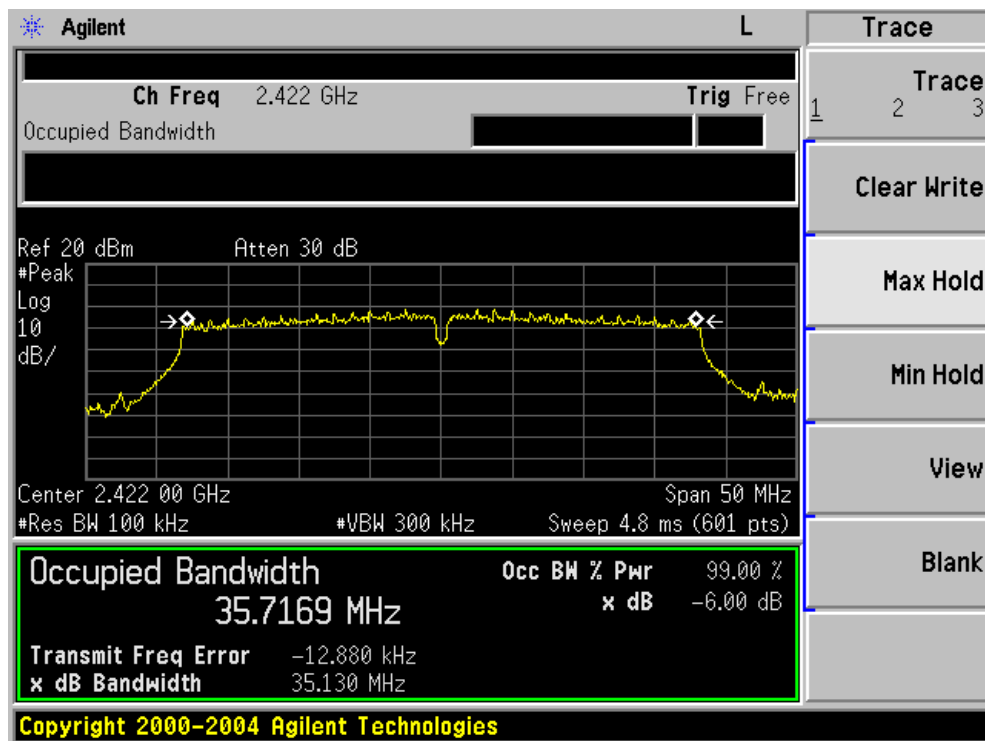 Agilent L Trace
Ch Freq 2.422 GHz Trig Free
Occupied Bandwidth
Trace
1 2 3
Clear Write
Max Hold
Min Hold
View
Blank
Ref 20 dBm Atten 30 dB
#Peak
Log
10
dB/
Center 2.422 00 GHz Span 50 MHz
#Res BW 100 kHz #VBW 300 kHz Sweep 4.8 ms (601 pts)
Occupied Bandwidth Occ BW % Pwr 99.00 %
35.7169 MHz x dB -6.00 dB
Transmit Freq Error -12.880 kHz
x dB Bandwidth 35.130 MHz
Copyright 2000-2004 Agilent Technologies